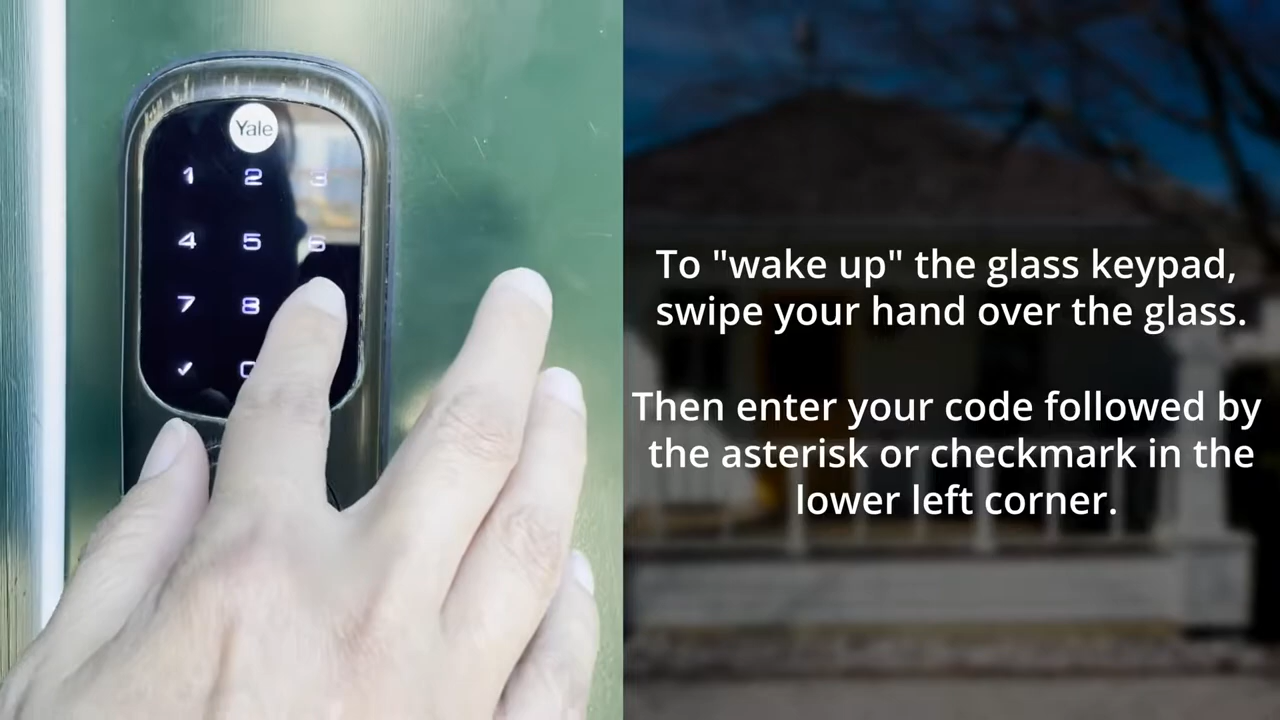 Yale
1 2 3
4 5 6
7 8
✓ 0
To "wake up" the glass keypad,
swipe your hand over the glass.
Then enter your code followed by
the asterisk or checkmark in the
lower left corner.